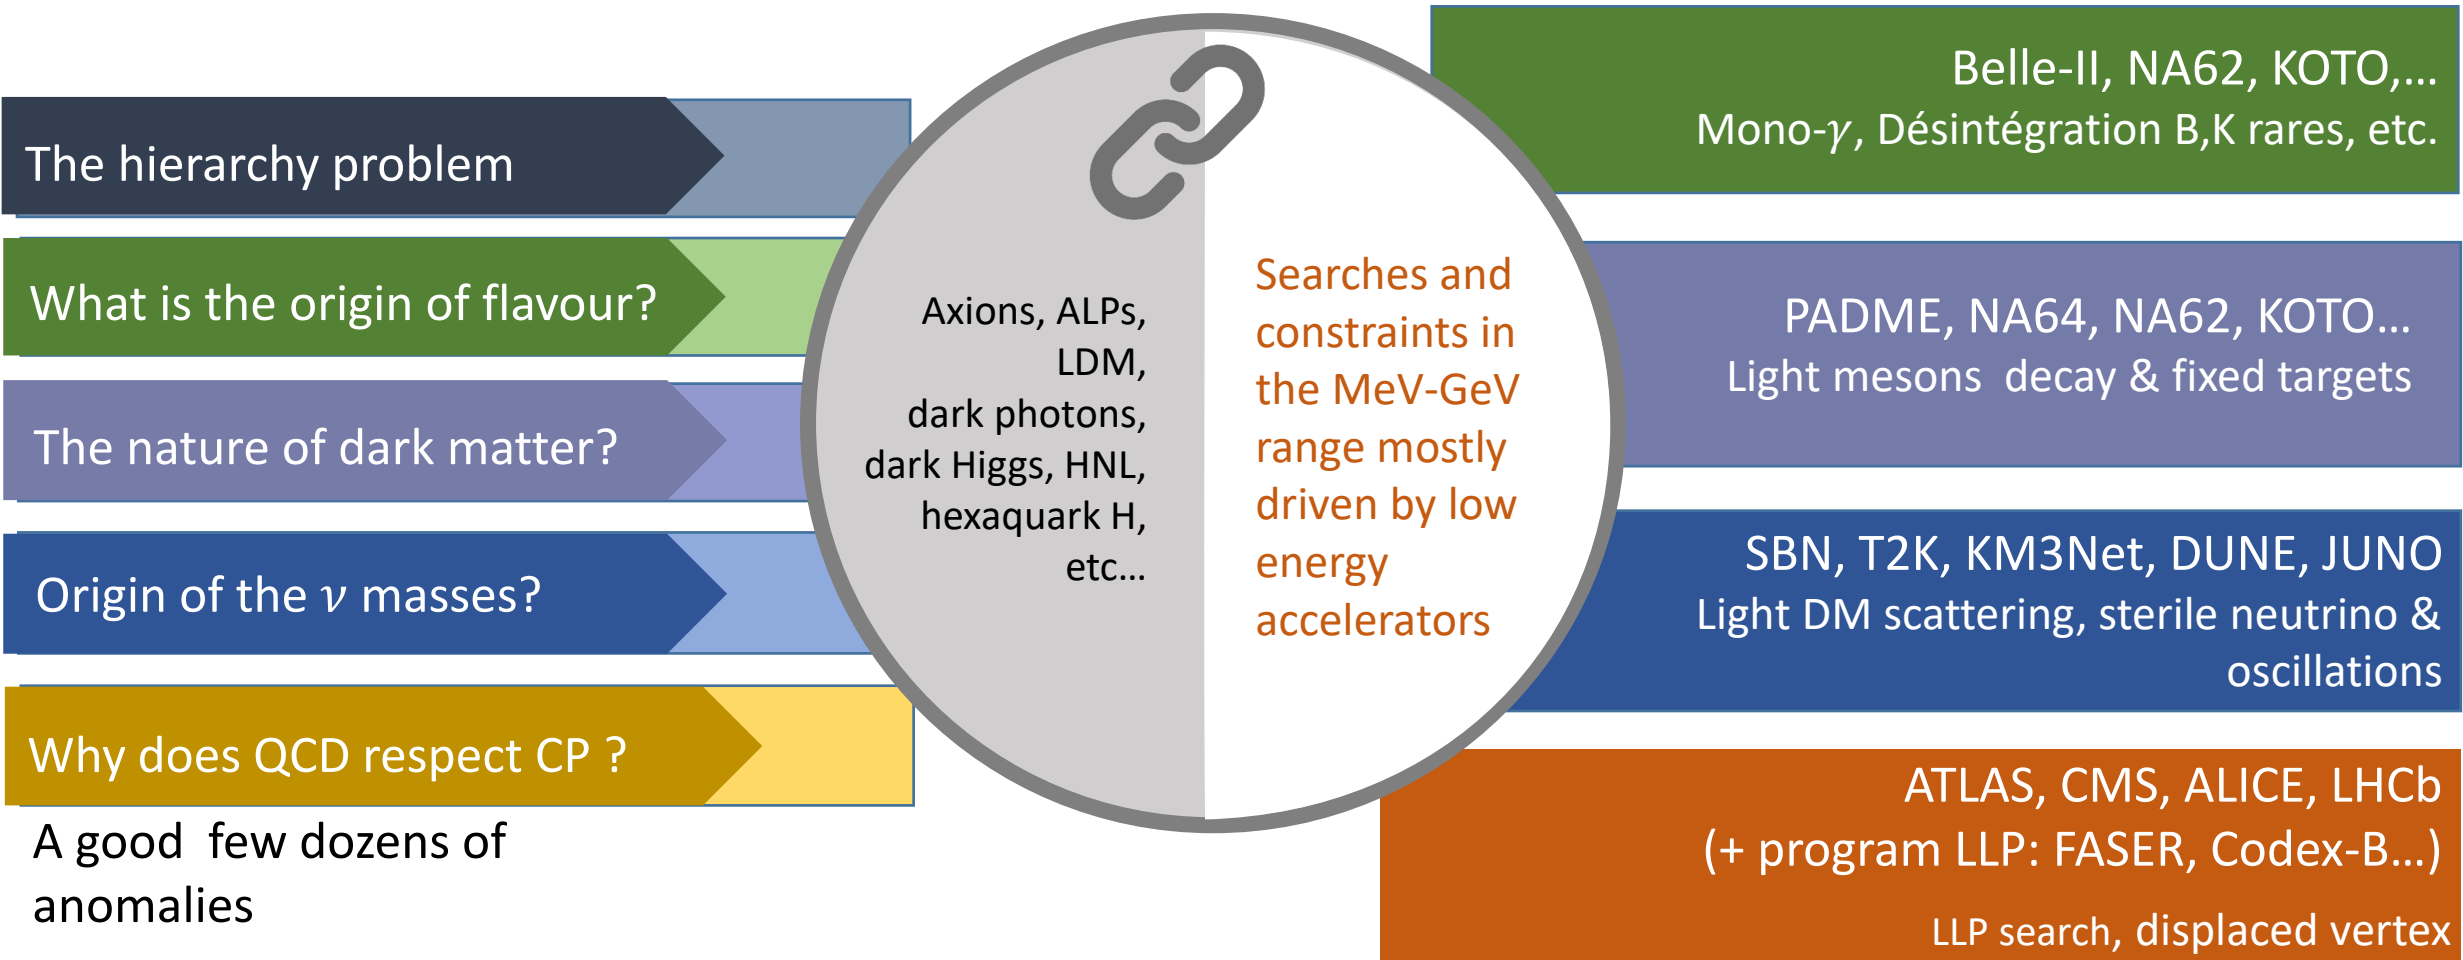 The hierarchy problem
What is the origin of flavour?
The nature of dark matter?
Origin of the ν masses?
Why does QCD respect CP ?
A good  few dozens of
anomalies
Axions, ALPs,
LDM,
dark photons,
dark Higgs, HNL,
hexaquark H,
etc...
Searches and
constraints in
the MeV-GeV
range mostly
driven by low
energy
accelerators
Belle-II, NA62, KOTO,...
Mono-γ, Désintégration B,K rares, etc.
PADME, NA64, NA62, KOTO...
Light mesons  decay & fixed targets
SBN, T2K, KM3Net, DUNE, JUNO
Light DM scattering, sterile neutrino &
oscillations
ATLAS, CMS, ALICE, LHCb
(+ program LLP: FASER, Codex-B...)
LLP search, displaced vertex